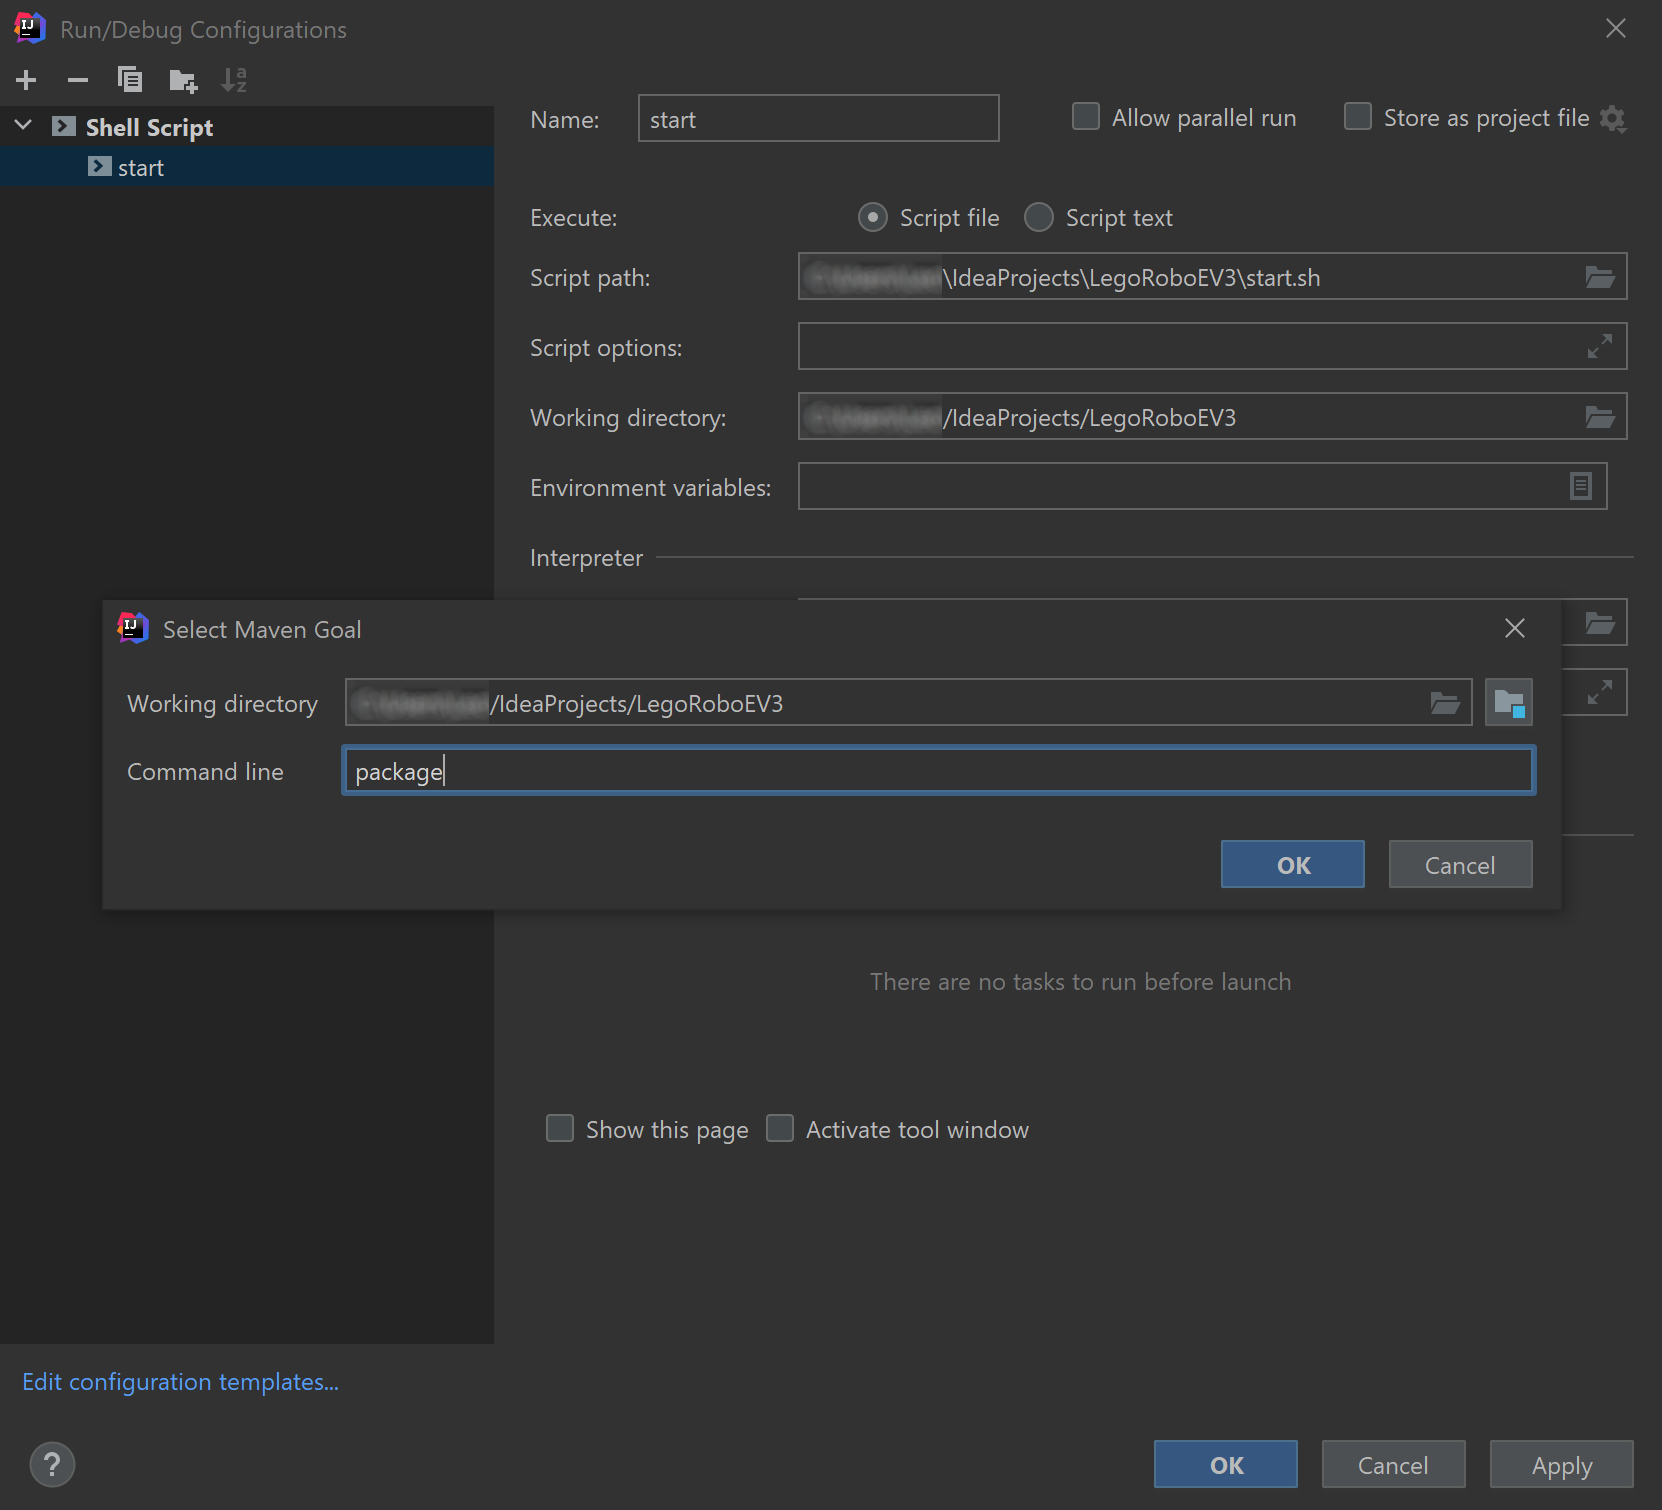 Run/Debug Configurations
Shell Script
start
Name: start Allow parallel run Store as project file
Execute: Script file Script text
Script path: \IdeaProjects\LegoRoboEV3\start.sh
Script options:
Working directory: /IdeaProjects/LegoRoboEV3
Environment variables:
Interpreter
Select Maven Goal
Working directory /IdeaProjects/LegoRoboEV3
Command line package
OK Cancel
There are no tasks to run before launch
Show this page Activate tool window
Edit configuration templates...
? OK Cancel Apply